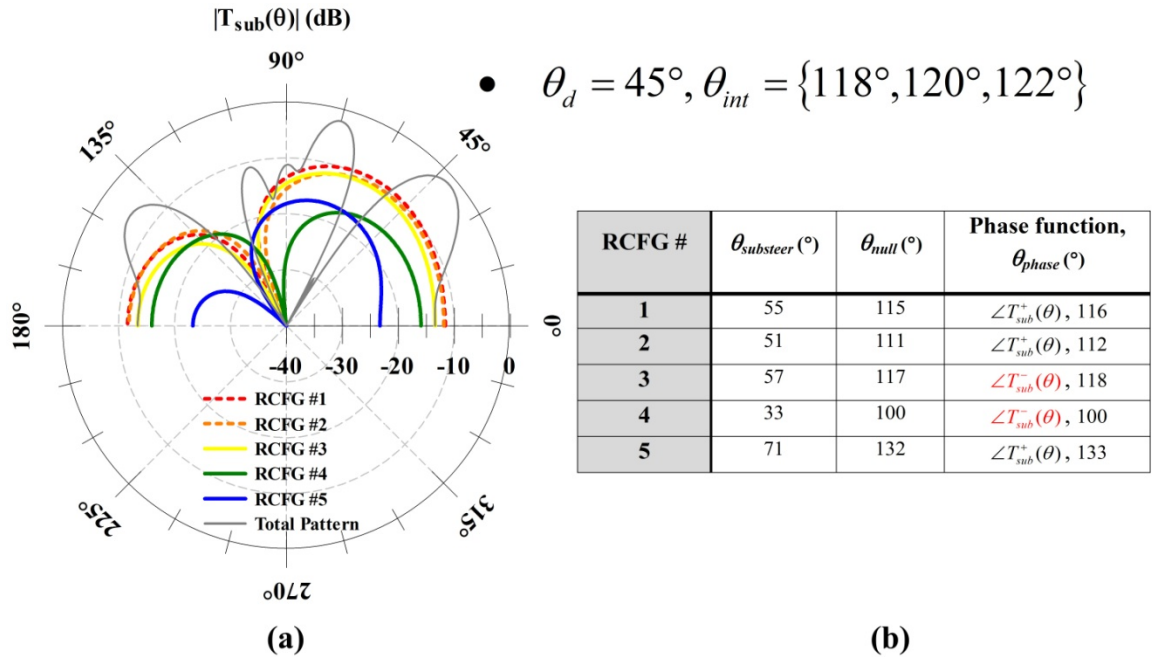 |T_sub(θ)| (dB)
90°
45°
135°
0°
180°
-40 -30 -20 -10 0
RCFG #1
RCFG #2
RCFG #3
RCFG #4
RCFG #5
Total Pattern
225°
315°
270°
(a)
• θ_d = 45°, θ_int = {118°,120°,122°}
RCFG # θ_substeer (°) θ_null (°) Phase function, θ_phase (°)
1 55 115 ∠T⁺_sub(θ) , 116
2 51 111 ∠T⁺_sub(θ) , 112
3 57 117 ∠T⁻_sub(θ) , 118
4 33 100 ∠T⁻_sub(θ) , 100
5 71 132 ∠T⁺_sub(θ) , 133
(b)